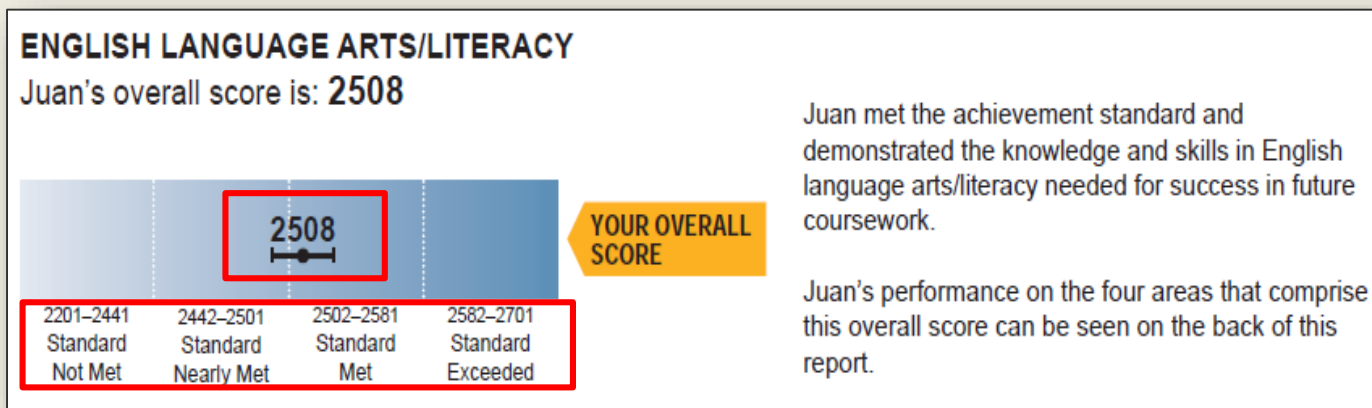 ENGLISH LANGUAGE ARTS/LITERACY
Juan's overall score is: 2508
2508
YOUR OVERALL
SCORE
2201–2441
Standard
Not Met
2442–2501
Standard
Nearly Met
2502–2581
Standard
Met
2582–2701
Standard
Exceeded
Juan met the achievement standard and
demonstrated the knowledge and skills in English
language arts/literacy needed for success in future
coursework.
Juan's performance on the four areas that comprise
this overall score can be seen on the back of this
report.